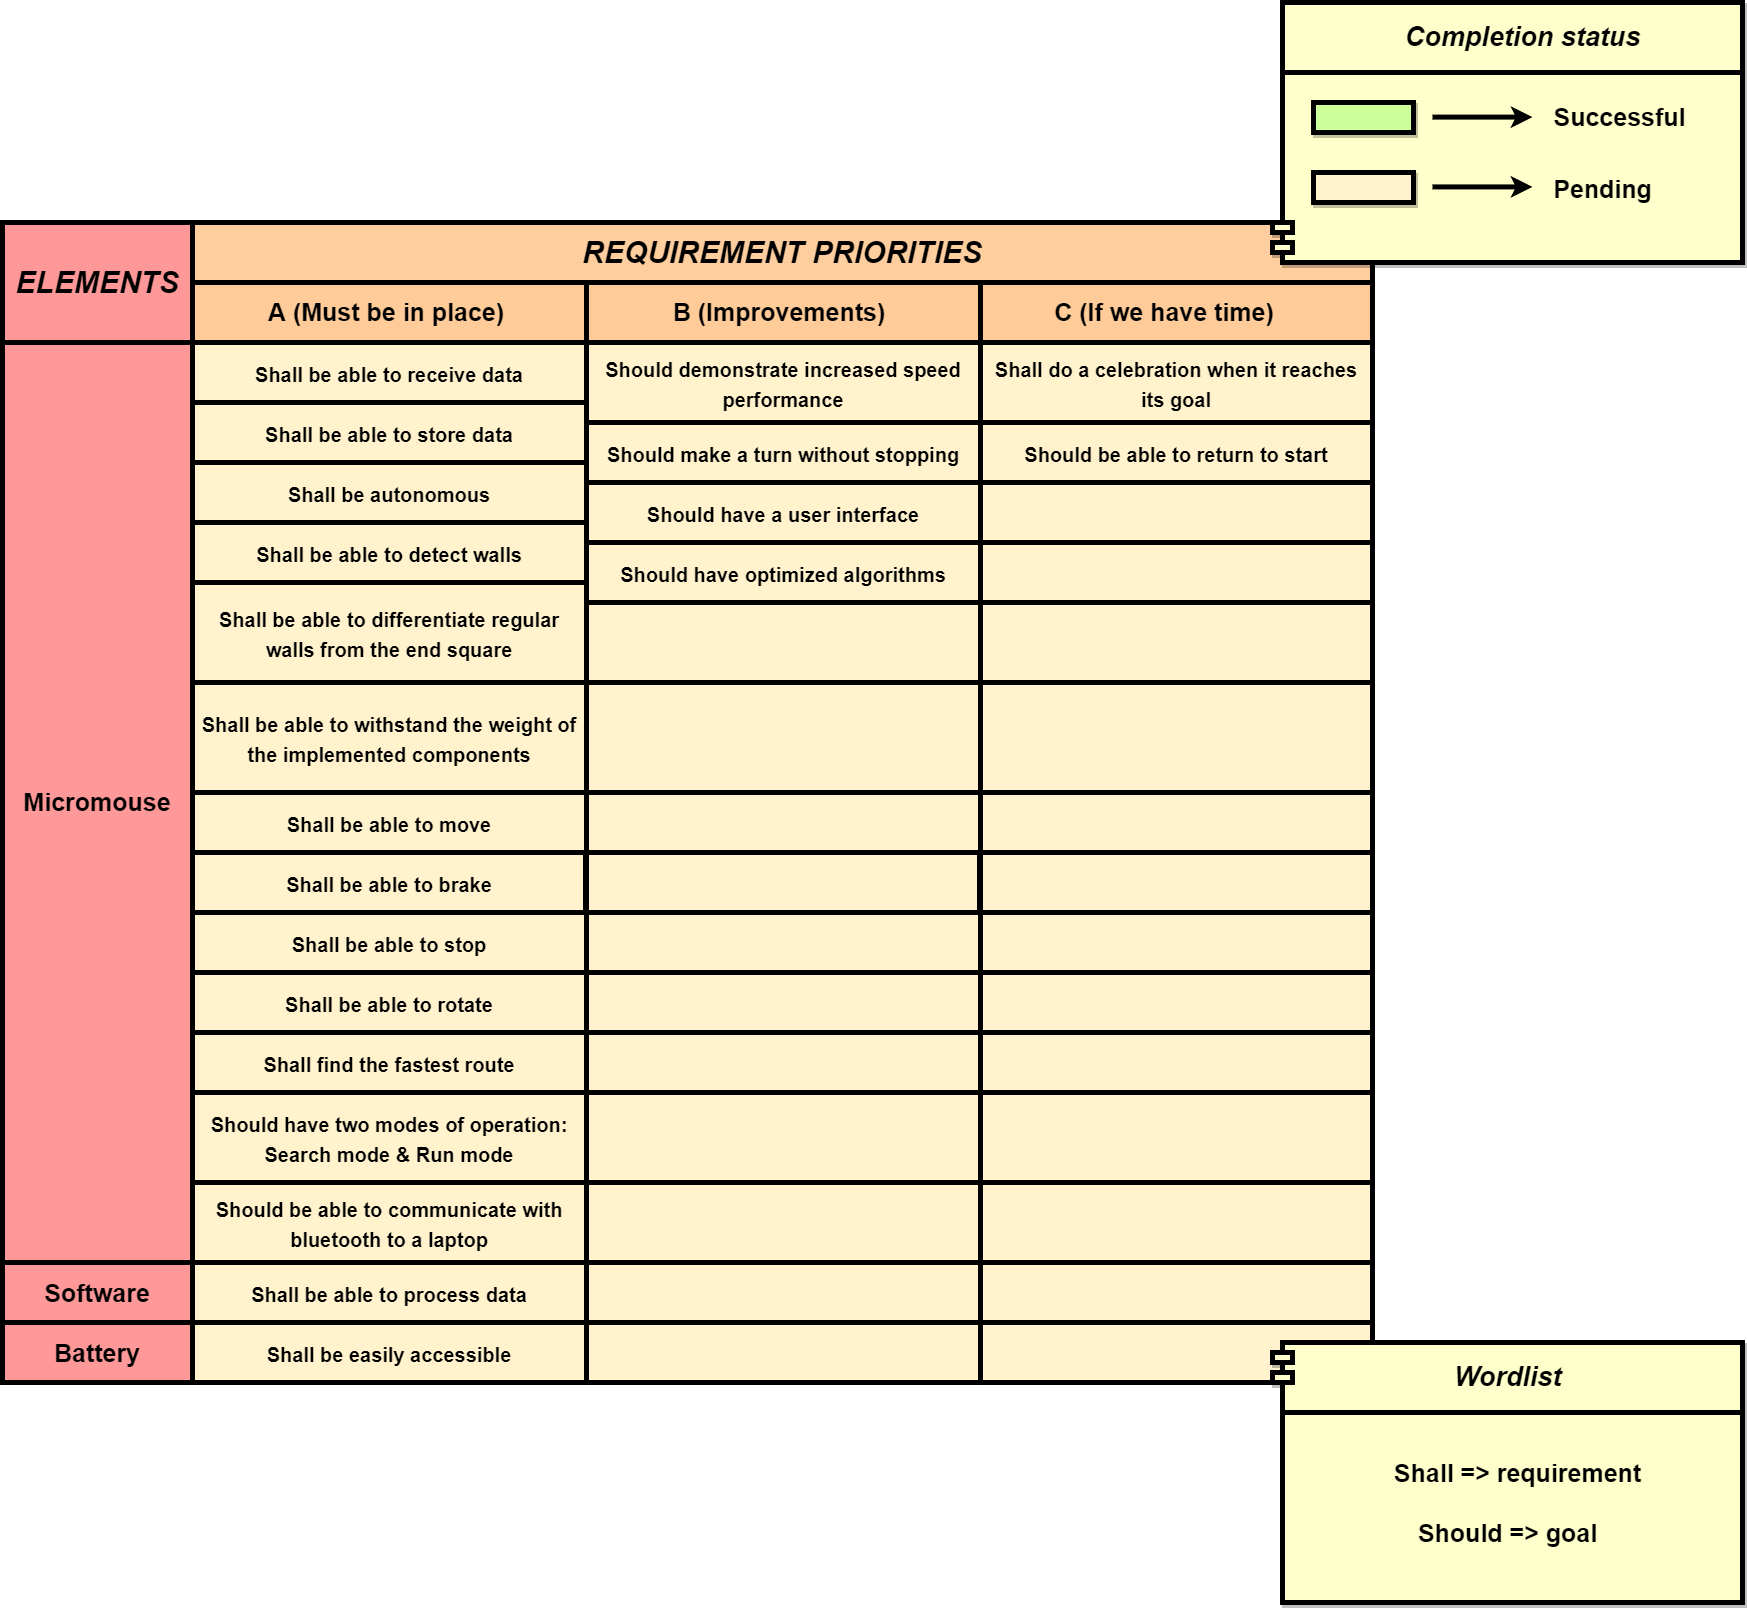 Completion status
Successful
Pending
ELEMENTS
REQUIREMENT PRIORITIES
A (Must be in place)
B (Improvements)
C (If we have time)
Micromouse
Shall be able to receive data
Shall be able to store data
Shall be autonomous
Shall be able to detect walls
Shall be able to differentiate regular
walls from the end square
Shall be able to withstand the weight of
the implemented components
Shall be able to move
Shall be able to brake
Shall be able to stop
Shall be able to rotate
Shall find the fastest route
Should have two modes of operation:
Search mode & Run mode
Should be able to communicate with
bluetooth to a laptop
Should demonstrate increased speed
performance
Should make a turn without stopping
Should have a user interface
Should have optimized algorithms
Shall do a celebration when it reaches
its goal
Should be able to return to start
Software
Shall be able to process data
Battery
Shall be easily accessible
Wordlist
Shall => requirement
Should => goal